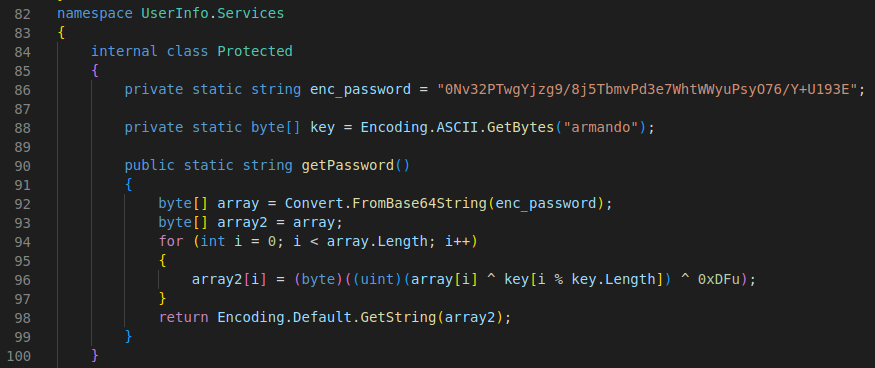 82 namespace UserInfo.Services
83 {
84 internal class Protected
85 {
86 private static string enc_password = "0Nv32PTwgYjzg9/8j5TbmvPd3e7WhtWWyuPsyO76/Y+U193E";
87
88 private static byte[] key = Encoding.ASCII.GetBytes("armando");
89
90 public static string getPassword()
91 {
92 byte[] array = Convert.FromBase64String(enc_password);
93 byte[] array2 = array;
94 for (int i = 0; i < array.Length; i++)
95 {
96 array2[i] = (byte)((uint)(array[i] ^ key[i % key.Length]) ^ 0xDFu);
97 }
98 return Encoding.Default.GetString(array2);
99 }
100 }